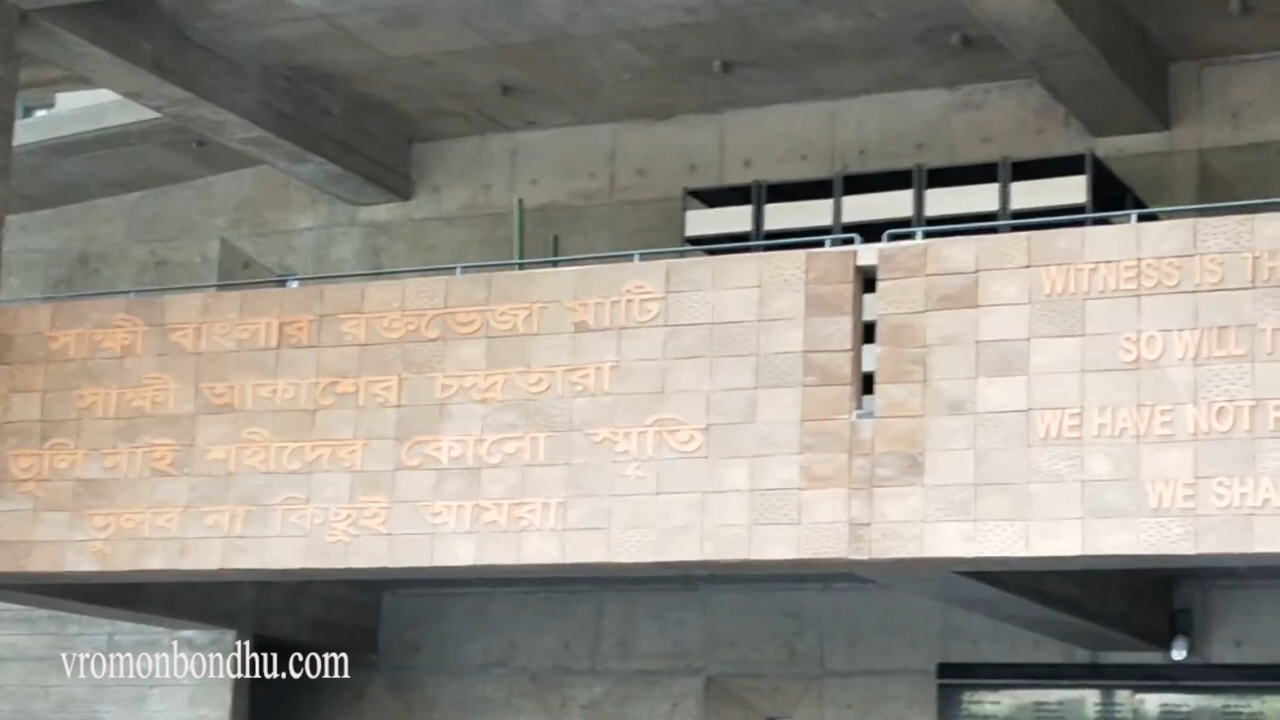 সাক্ষী বাংলার রক্তভেজা মাটি
সাক্ষী আকাশের চন্দ্রতারা
ভুলি নাই শহীদের কোনো স্মৃতি
ভুলব না কিছুই আমরা
WITNESS IS TH
SO WILL T
WE HAVE NOT F
WE SHA
vromonbondhu.com